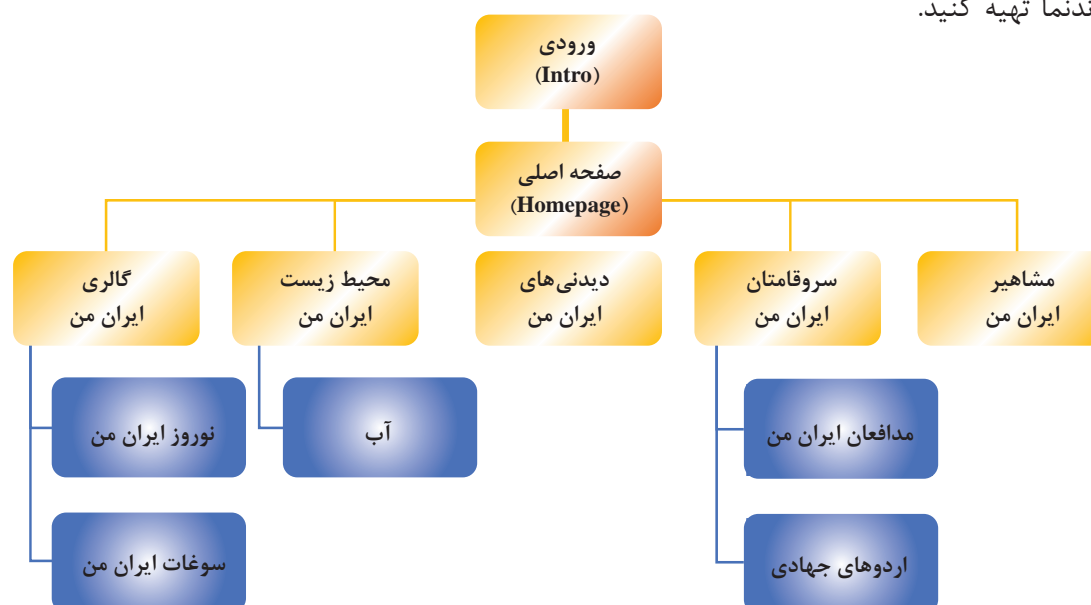 تهیه کنید.
ورودی
(Intro)
صفحه اصلی
(Homepage)
مشاهیر
ایران من
سروقامتان
ایران من
دیدنی‌های
ایران من
محیط زیست
ایران من
گالری
ایران من
مدافعان ایران من
آب
نوروز ایران من
اردوهای جهادی
سوغات ایران من